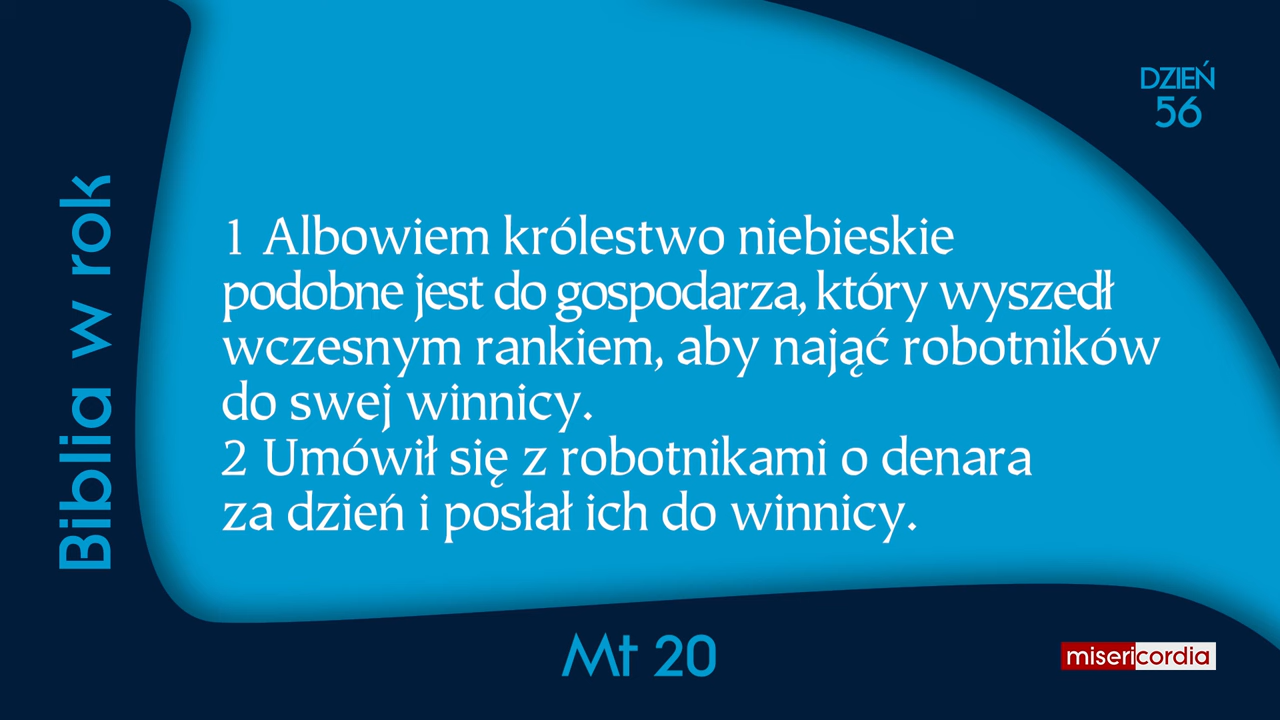 DZIEŃ
56
Biblia w rok
1 Albowiem królestwo niebieskie
podobne jest do gospodarza, który wyszedł
wczesnym rankiem, aby nająć robotników
do swej winnicy.
2 Umówił się z robotnikami o denara
za dzień i posłał ich do winnicy.
Mt 20
misericordia